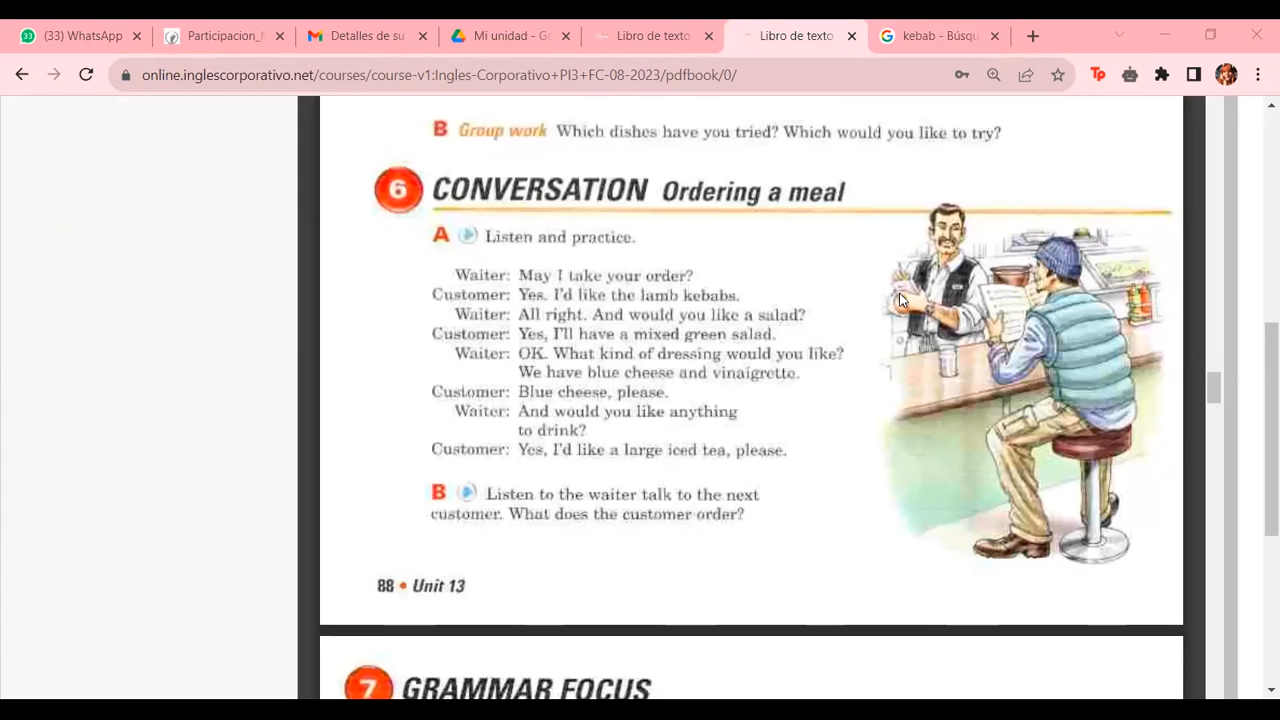 33
(33) WhatsApp
Participacion_
Detalles de su
Mi unidad - Go
Libro de texto
Libro de texto
kebab - Búsqu
online.inglescorporativo.net/courses/course-v1:Ingles-Corporativo+PI3+FC-08-2023/pdfbook/0/
Tp
B Group work Which dishes have you tried? Which would you like to try?
6 CONVERSATION Ordering a meal
A Listen and practice.
Waiter: May I take your order?
Customer: Yes. I'd like the lamb kebabs.
Waiter: All right. And would you like a salad?
Customer: Yes, I'll have a mixed green salad.
Waiter: OK. What kind of dressing would you like?
We have blue cheese and vinaigrette.
Customer: Blue cheese, please.
Waiter: And would you like anything
to drink?
Customer: Yes, I'd like a large iced tea, please.
B Listen to the waiter talk to the next
customer. What does the customer order?
88 • Unit 13
7 GRAMMAR FOCUS